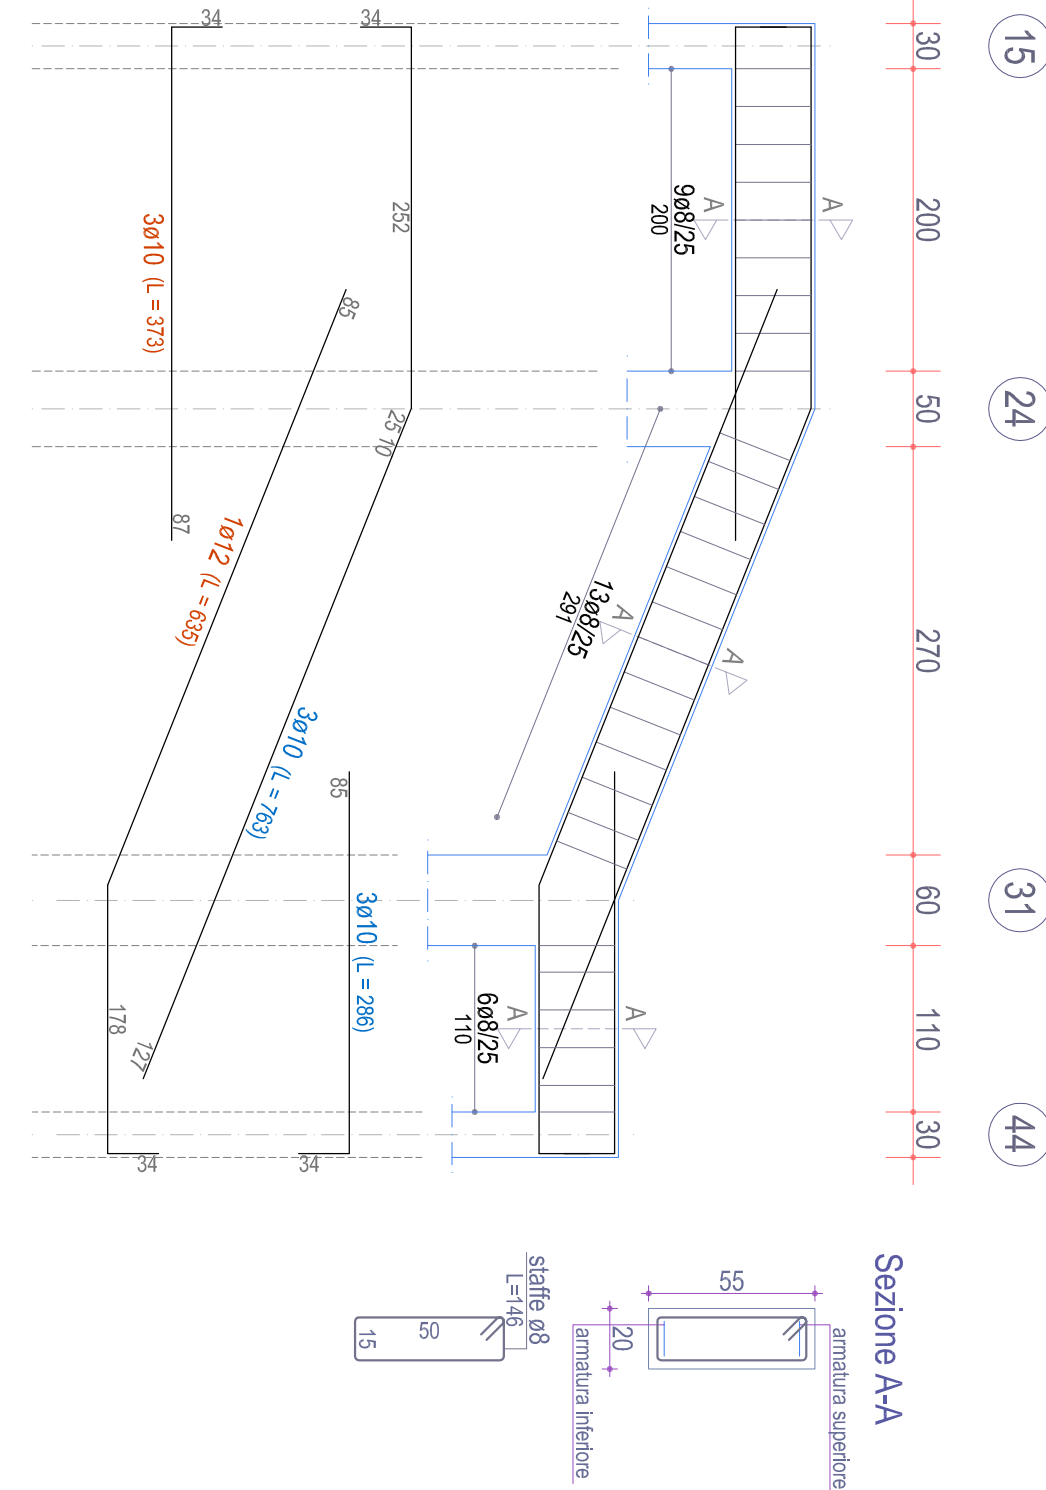 15
24
31
44
30
200
50
270
60
110
30
A
A
9ø8/25
200
A
A
13ø8/25
291
A
A
6ø8/25
110
34
252
25
10
127
3ø10 (L = 763)
85
3ø10 (L = 286)
34
34
3ø10 (L = 373)
87
85
1ø12 (L = 635)
178
34
Sezione A-A
armatura superiore
55
20
armatura inferiore
staffe ø8
L=146
50
15